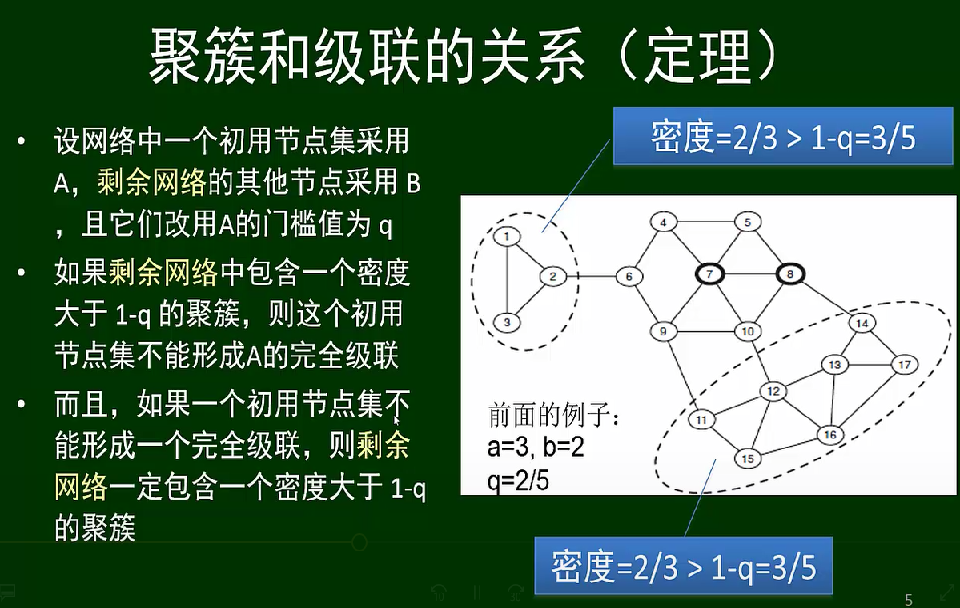 聚簇和级联的关系（定理）
• 设网络中一个初用节点集采用
A，剩余网络的其他节点采用 B
，且它们改用A的门槛值为 q
• 如果剩余网络中包含一个密度
大于 1-q 的聚簇，则这个初用
节点集不能形成A的完全级联
• 而且，如果一个初用节点集不
能形成一个完全级联，则剩余
网络一定包含一个密度大于 1-q
的聚簇
密度=2/3 > 1-q=3/5
1
2
3
4
5
6
7
8
9
10
11
12
13
14
15
16
17
前面的例子：
a=3, b=2
q=2/5
密度=2/3 > 1-q=3/5
5